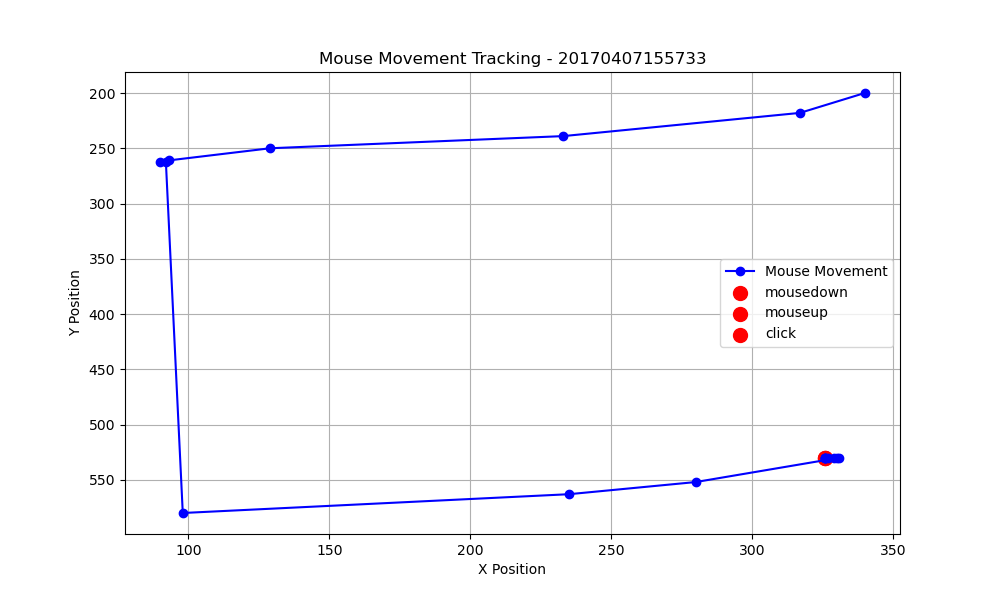 Mouse Movement Tracking - 20170407155733
200
250
300
350
400
450
500
550
Y Position
Mouse Movement
mousedown
mouseup
click
100
150
200
250
300
350
X Position